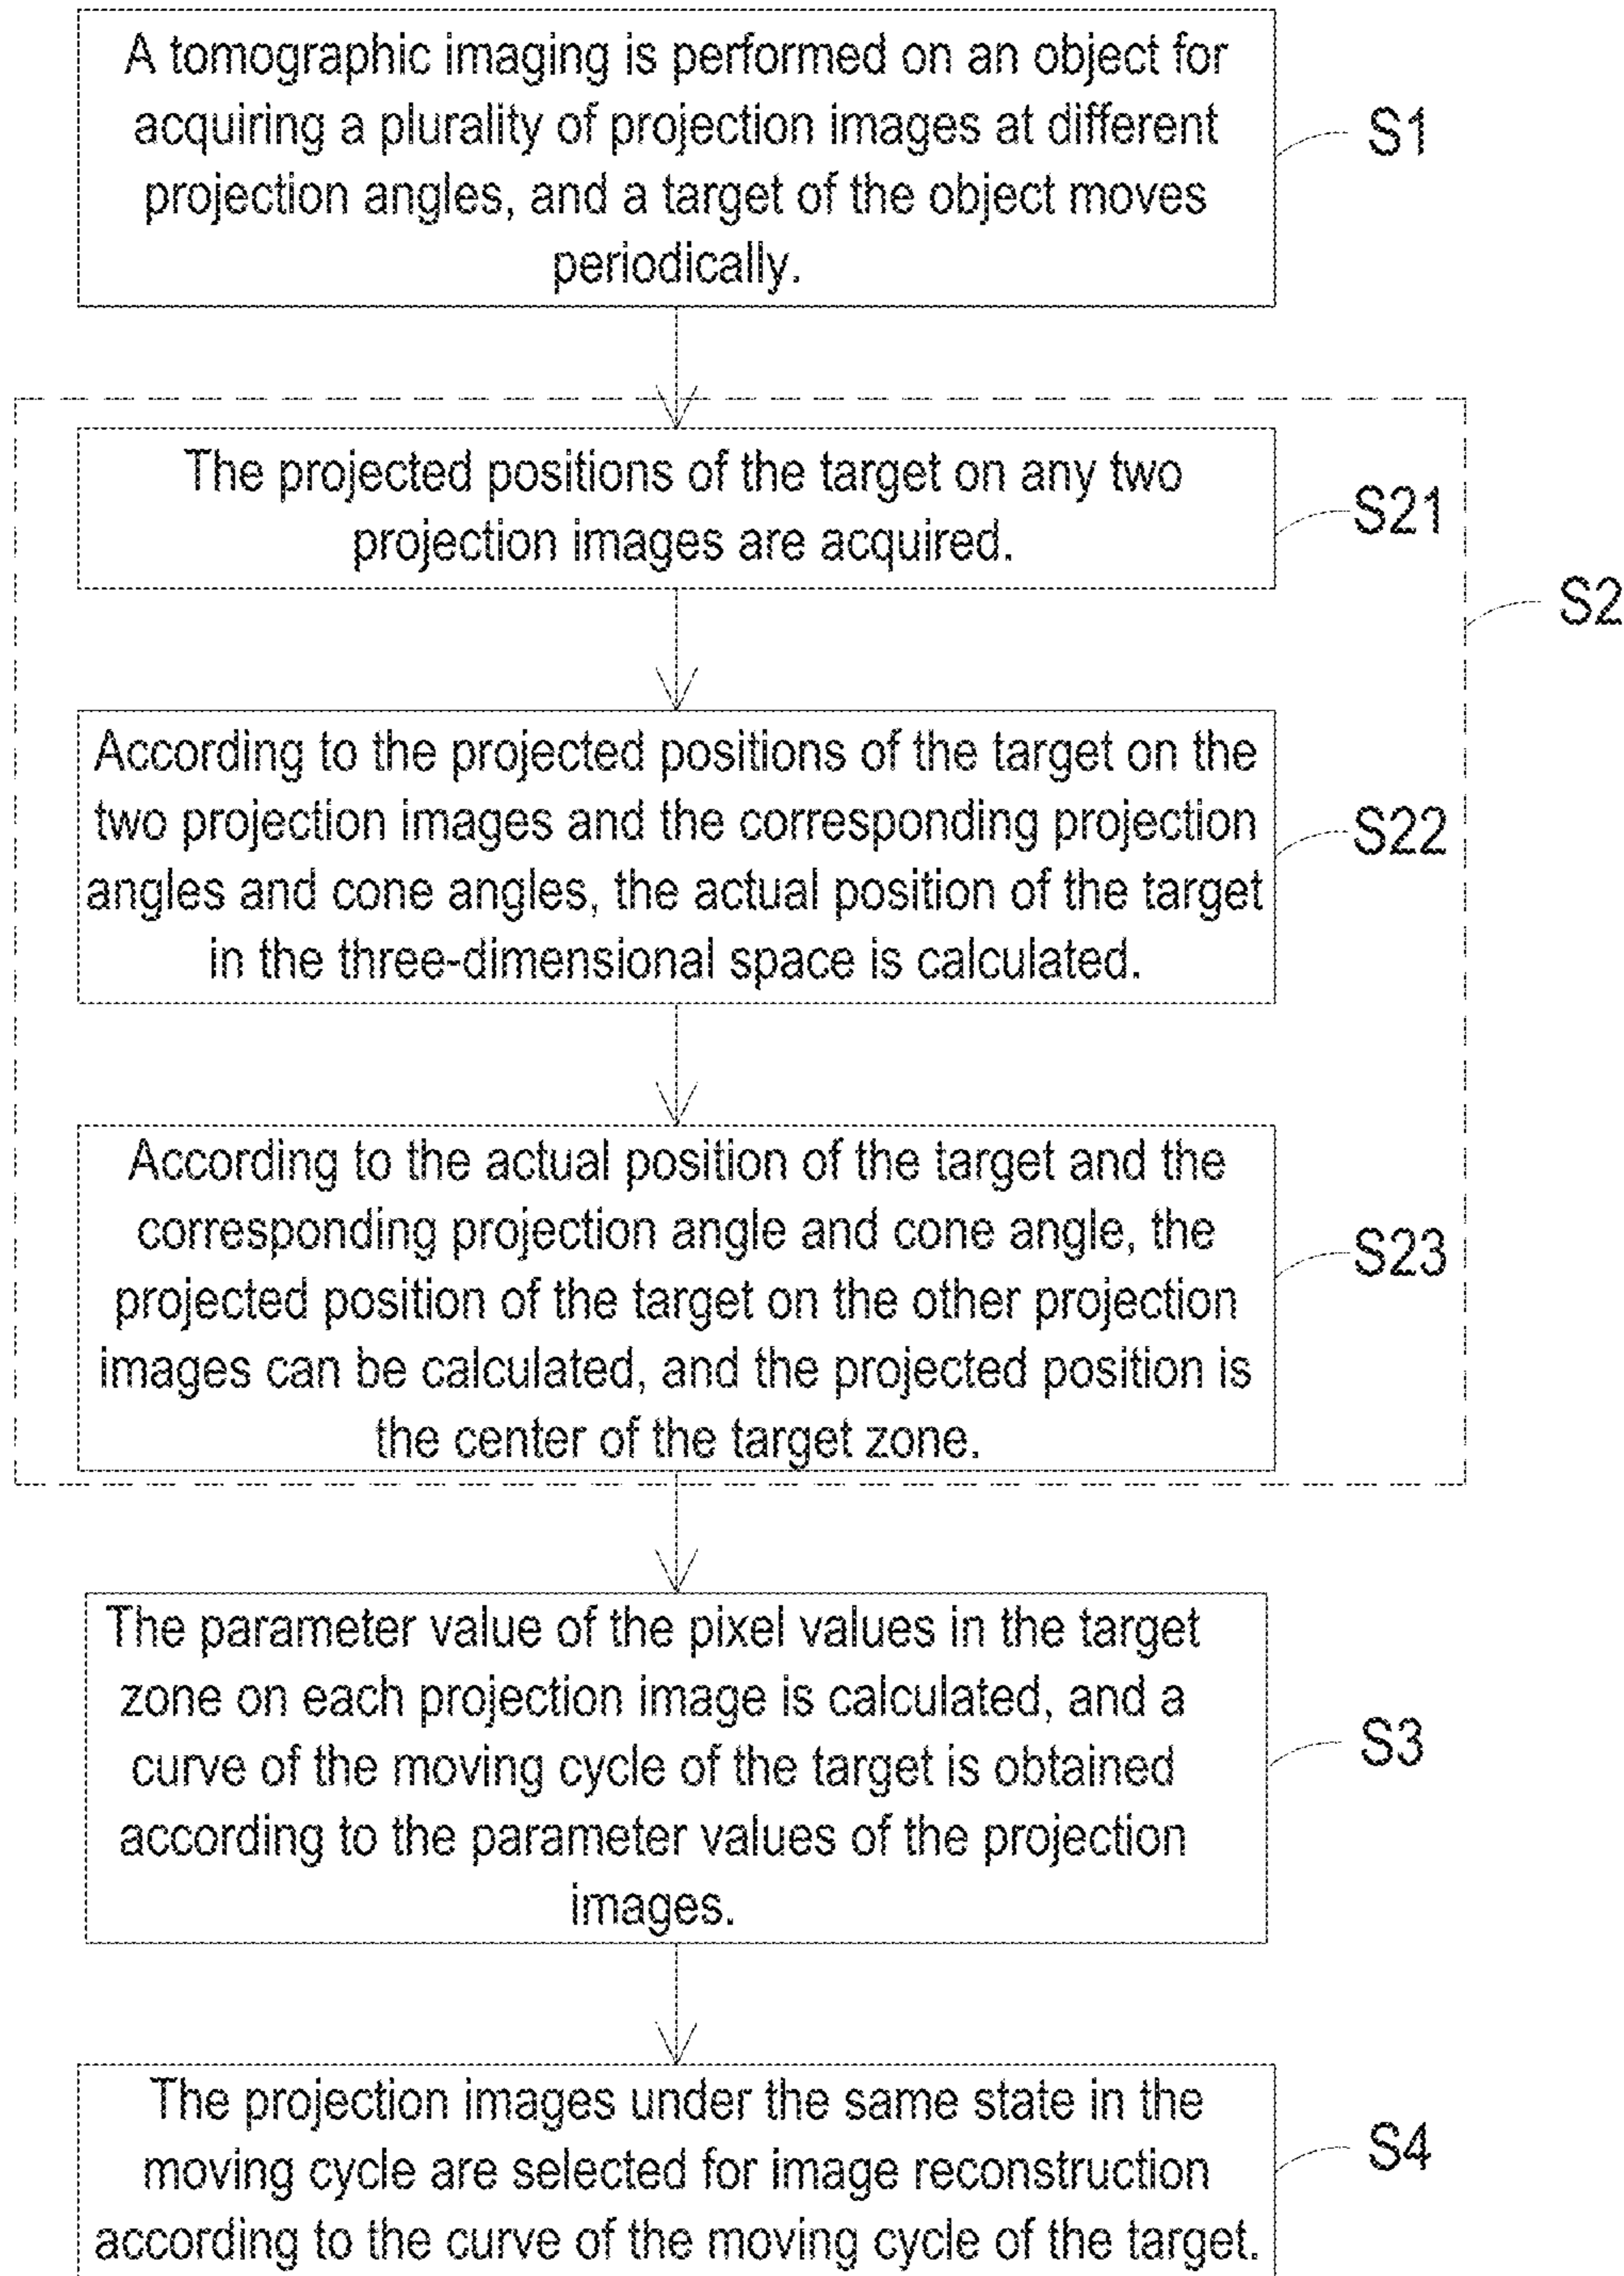 A tomographic imaging is performed on an object for
acquiring a plurality of projection images at different
projection angles, and a target of the object moves
periodically.
S1
The projected positions of the target on any two
projection images are acquired.
S21
S2
According to the projected positions of the target on the
two projection images and the corresponding projection
angles and cone angles, the actual position of the target
in the three-dimensional space is calculated.
S22
According to the actual position of the target and the
corresponding projection angle and cone angle, the
projected position of the target on the other projection
images can be calculated, and the projected position is
the center of the target zone.
S23
The parameter value of the pixel values in the target
zone on each projection image is calculated, and a
curve of the moving cycle of the target is obtained
according to the parameter values of the projection
images.
S3
The projection images under the same state in the
moving cycle are selected for image reconstruction
according to the curve of the moving cycle of the target.
S4